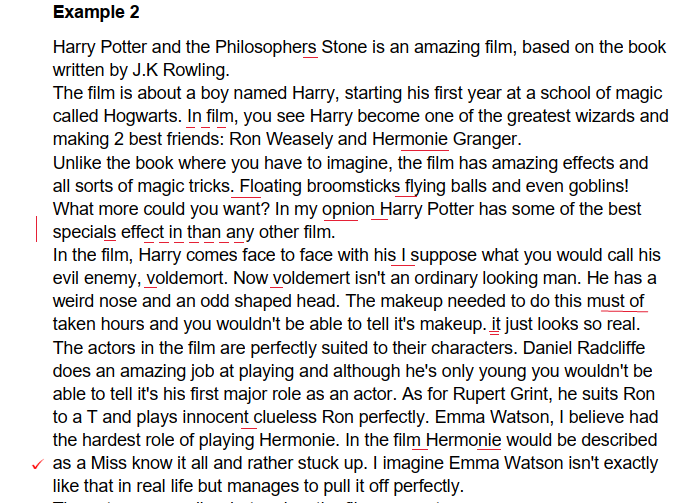 Example 2
Harry Potter and the Philosophers Stone is an amazing film, based on the book
written by J.K Rowling.
The film is about a boy named Harry, starting his first year at a school of magic
called Hogwarts. In film, you see Harry become one of the greatest wizards and
making 2 best friends: Ron Weasely and Hermonie Granger.
Unlike the book where you have to imagine, the film has amazing effects and
all sorts of magic tricks. Floating broomsticks flying balls and even goblins!
What more could you want? In my opnion Harry Potter has some of the best
specials effect in than any other film.
In the film, Harry comes face to face with his I suppose what you would call his
evil enemy, voldemort. Now voldemert isn't an ordinary looking man. He has a
weird nose and an odd shaped head. The makeup needed to do this must of
taken hours and you wouldn't be able to tell it's makeup. it just looks so real.
The actors in the film are perfectly suited to their characters. Daniel Radcliffe
does an amazing job at playing and although he's only young you wouldn't be
able to tell it's his first major role as an actor. As for Rupert Grint, he suits Ron
to a T and plays innocent clueless Ron perfectly. Emma Watson, I believe had
the hardest role of playing Hermonie. In the film Hermonie would be described
as a Miss know it all and rather stuck up. I imagine Emma Watson isn't exactly
like that in real life but manages to pull it off perfectly.